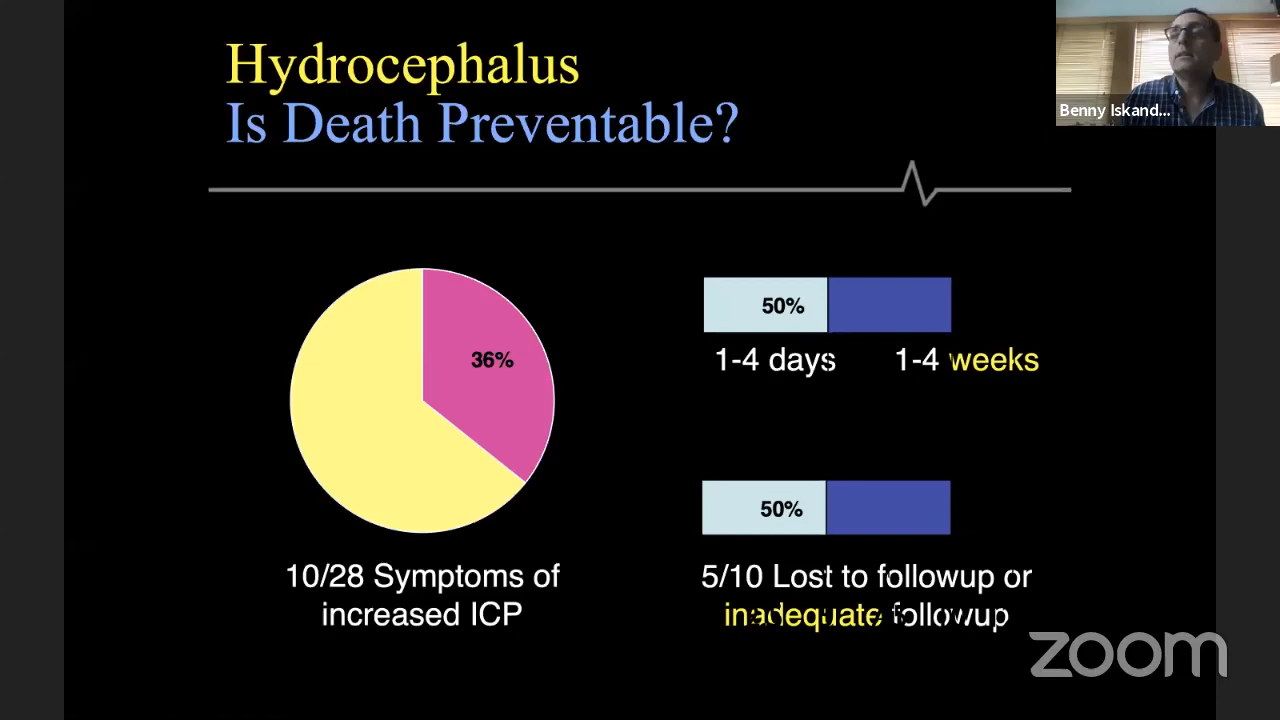 Hydrocephalus
Is Death Preventable?
Benny Iskand...
36%
10/28 Symptoms of
increased ICP
50%
1-4 days 1-4 weeks
50%
5/10 Lost to followup or
inadequate followup
zoom